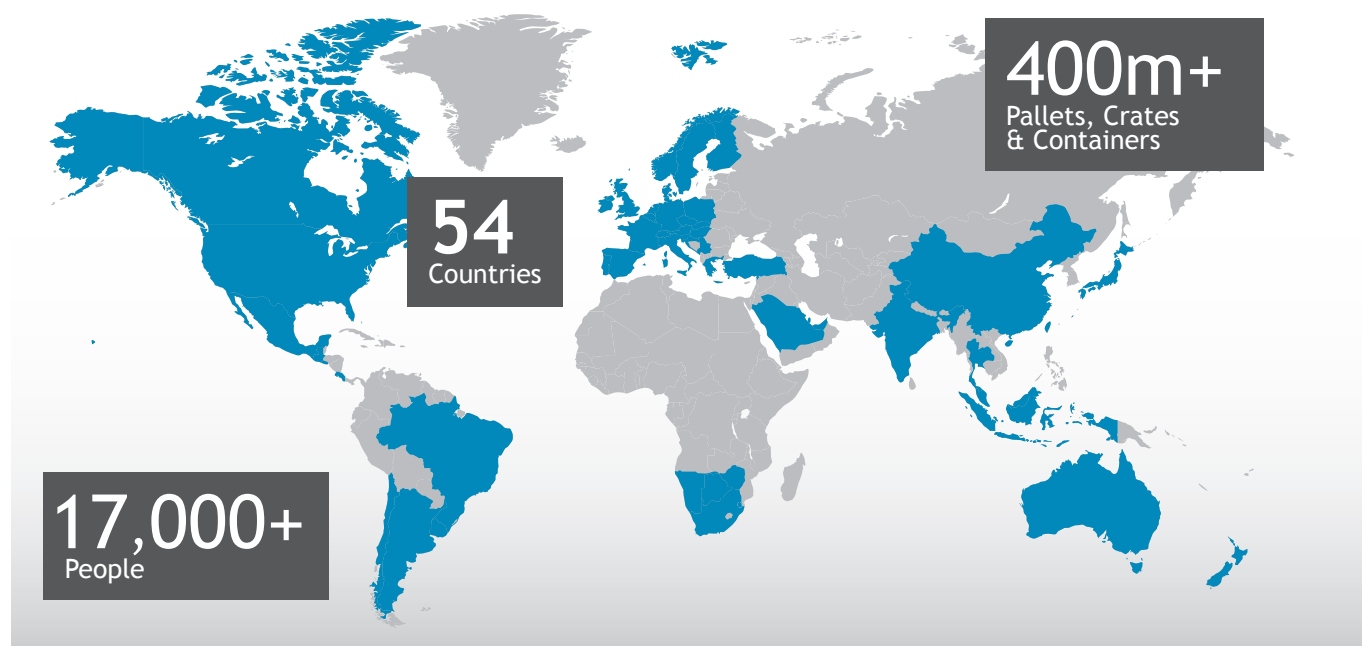 400m+
Pallets, Crates
& Containers
54
Countries
17,000+
People